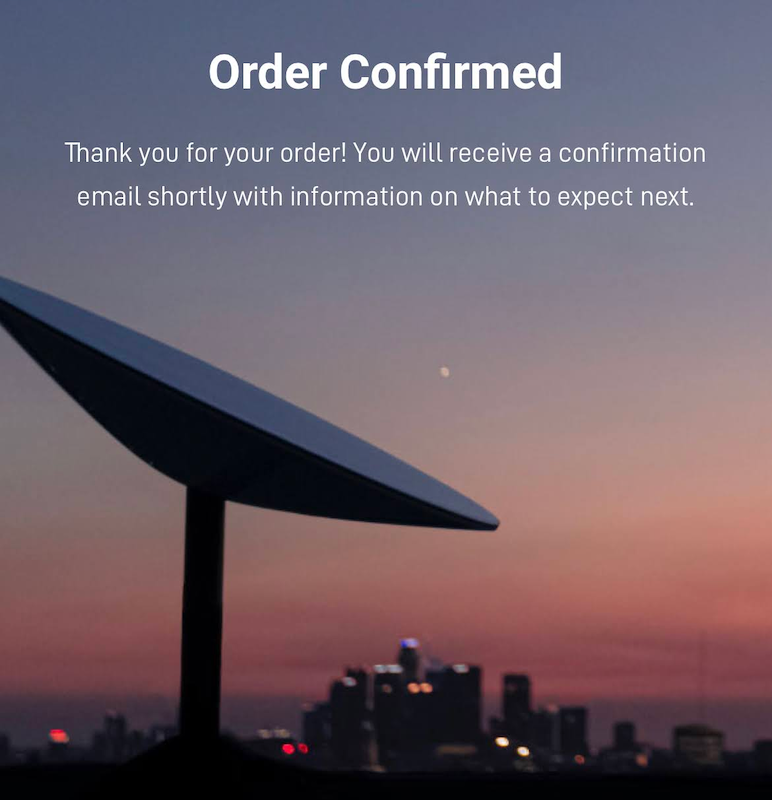 Order Confirmed
Thank you for your order! You will receive a confirmation
email shortly with information on what to expect next.